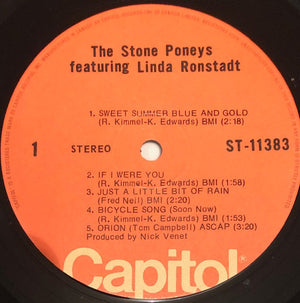 The Stone Poneys
featuring Linda Ronstadt
1. SWEET SUMMER BLUE AND GOLD
(R. Kimmel-K. Edwards) BMI (2:18)
1 STEREO ST-11383
2. IF I WERE YOU
(R. Kimmel-K. Edwards) BMI (1:58)
3. JUST A LITTLE BIT OF RAIN
(Fred Neil) BMI (2:20)
4. BICYCLE SONG (Soon Now)
(R. Kimmel-K. Edwards) BMI (1:53)
5. ORION (Tom Campbell) ASCAP (3:20)
Produced by Nick Venet
Capitol®